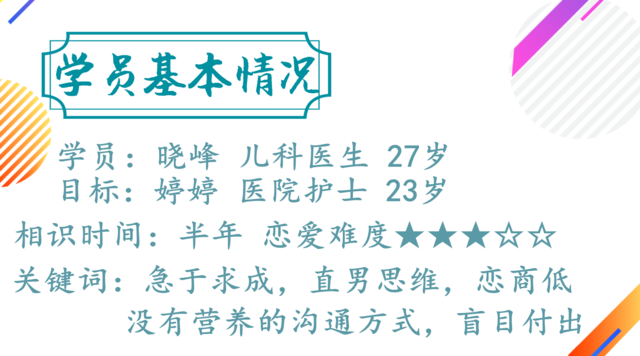 学员基本情况
学员：晓峰 儿科医生 27岁
目标：婷婷 医院护士 23岁
相识时间：半年 恋爱难度★★★☆☆
关键词：急于求成，直男思维，恋商低
没有营养的沟通方式，盲目付出